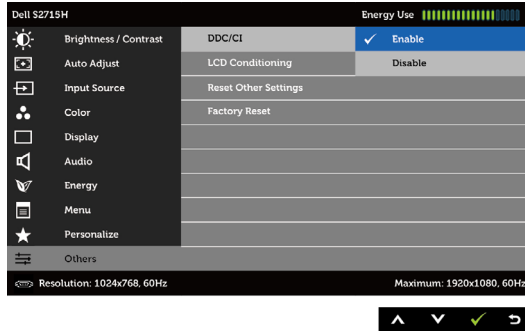 Dell S2715H Energy Use
Brightness / Contrast DDC/CI Enable
Auto Adjust LCD Conditioning Disable
Input Source Reset Other Settings
Color Factory Reset
Display
Audio
Energy
Menu
Personalize
Others
Resolution: 1024x768, 60Hz Maximum: 1920x1080, 60Hz